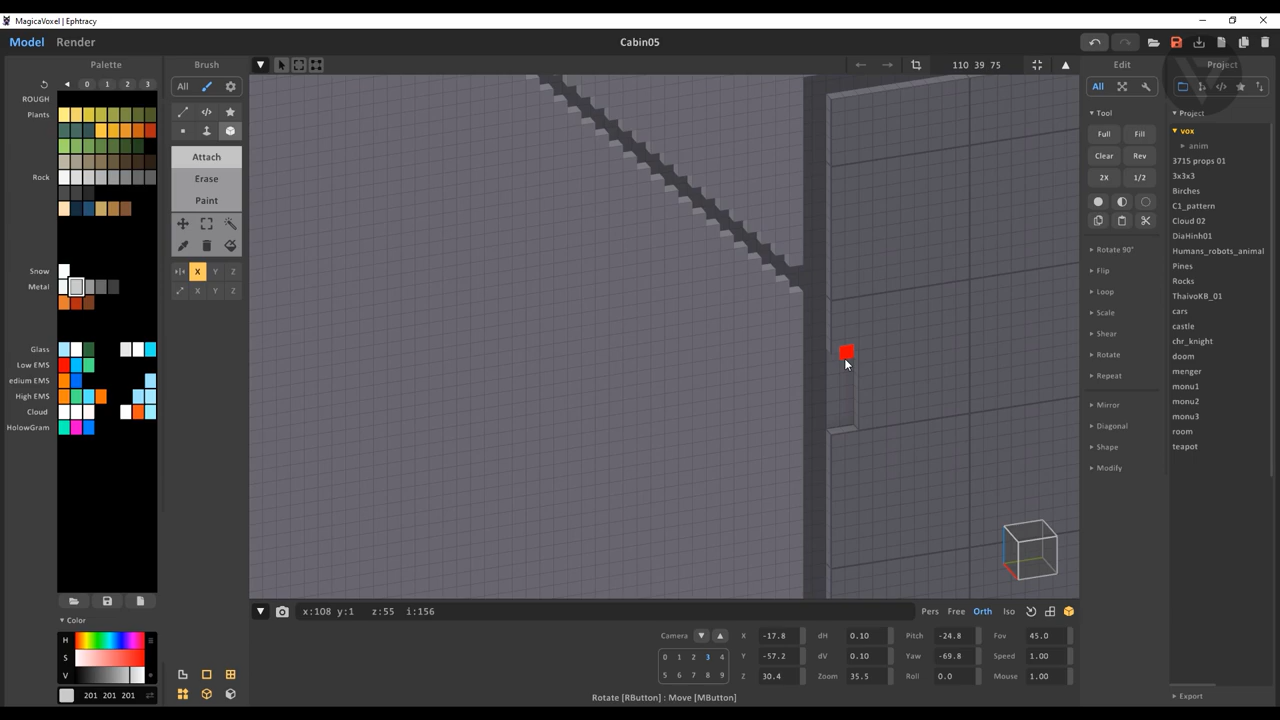 MagicaVoxel | Ephtracy
Model Render
Cabin05
Palette
0 1 2 3
ROUGH
Plants
Rock
Snow
Metal
Glass
Low EMS
edium EMS
High EMS
Cloud
HolowGram
Color
H
S
V
201 201 201
Brush
All
Attach
Erase
Paint
X Y Z
X Y Z
110 39 75
x:108 y:1 z:55 i:156
Pers Free Orth Iso
Camera
0 1 2 3 4
5 6 7 8 9
X -17.8 dH 0.10 Pitch -24.8 Fov 45.0
Y -57.2 dV 0.10 Yaw -69.8 Speed 1.00
Z 30.4 Zoom 35.5 Roll 0.0 Mouse 1.00
Rotate [RButton] : Move [MButton]
Edit
All
Tool
Full Fill
Clear Rev
2X 1/2
Rotate 90°
Flip
Loop
Scale
Shear
Rotate
Repeat
Mirror
Diagonal
Shape
Modify
Project
Project
vox
anim
3715 props 01
3x3x3
Birches
C1_pattern
Cloud 02
DiaHinh01
Humans_robots_animal
Pines
Rocks
ThaivoKB_01
cars
castle
chr_knight
doom
menger
monu1
monu2
monu3
room
teapot
Export